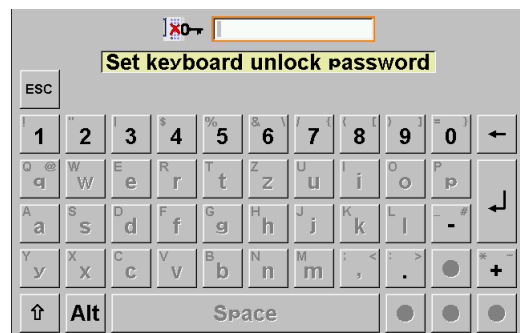 Set keyboard unlock password
ESC
! 1 " 2 3 $ 4 % 5 & \ 6 / { 7 ( [ 8 ) ] 9 = } 0 ←
Q @ q W w E e R r T t Z z U u I i O o P p
A a S s D d F f G g H h J j K k L l _ # - ↵
Y y X x C c V v B b N n M m ; < , : > . * ~ +
⇧ Alt Space